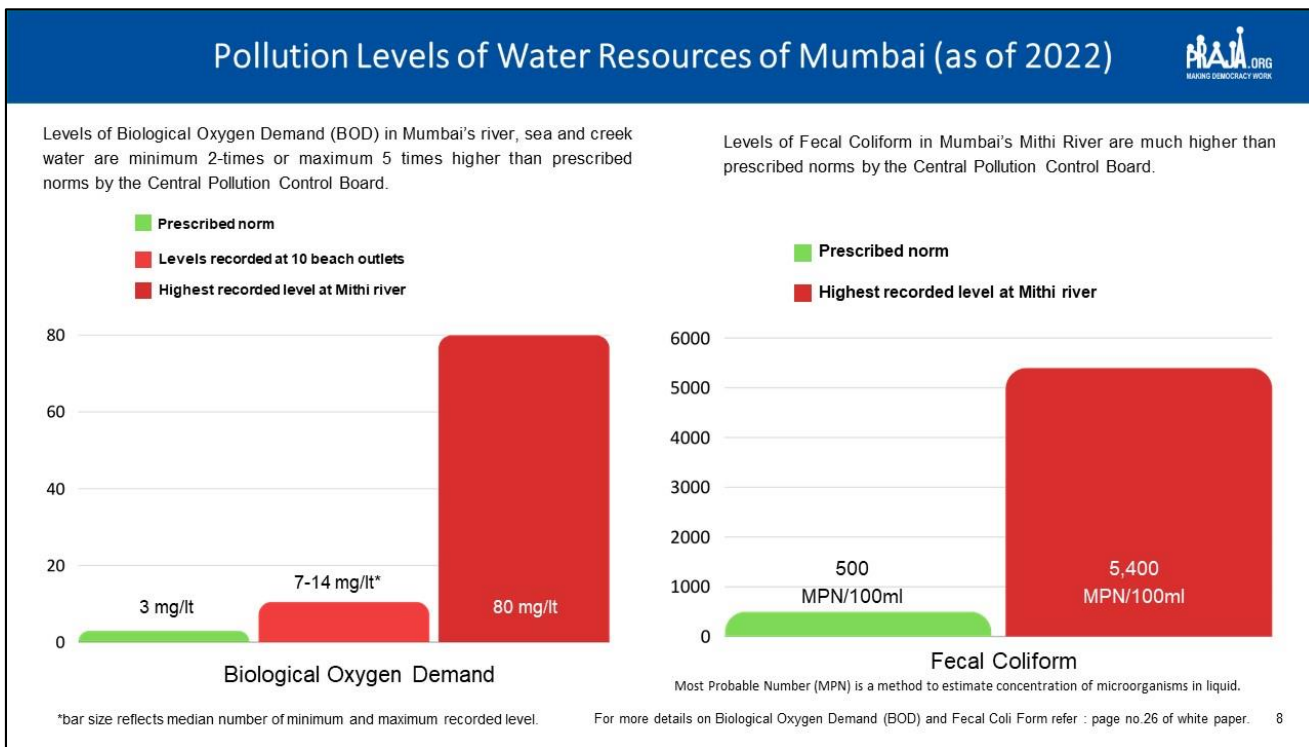 Pollution Levels of Water Resources of Mumbai (as of 2022)
PRAJA.ORG
MAKING DEMOCRACY WORK
Levels of Biological Oxygen Demand (BOD) in Mumbai's river, sea and creek
water are minimum 2-times or maximum 5 times higher than prescribed
norms by the Central Pollution Control Board.
Prescribed norm
Levels recorded at 10 beach outlets
Highest recorded level at Mithi river
80
60
40
20
0
3 mg/lt
7-14 mg/lt*
80 mg/lt
Biological Oxygen Demand
*bar size reflects median number of minimum and maximum recorded level.
Levels of Fecal Coliform in Mumbai's Mithi River are much higher than
prescribed norms by the Central Pollution Control Board.
Prescribed norm
Highest recorded level at Mithi river
6000
5000
4000
3000
2000
1000
0
500
MPN/100ml
5,400
MPN/100ml
Fecal Coliform
Most Probable Number (MPN) is a method to estimate concentration of microorganisms in liquid.
For more details on Biological Oxygen Demand (BOD) and Fecal Coli Form refer : page no.26 of white paper.
8